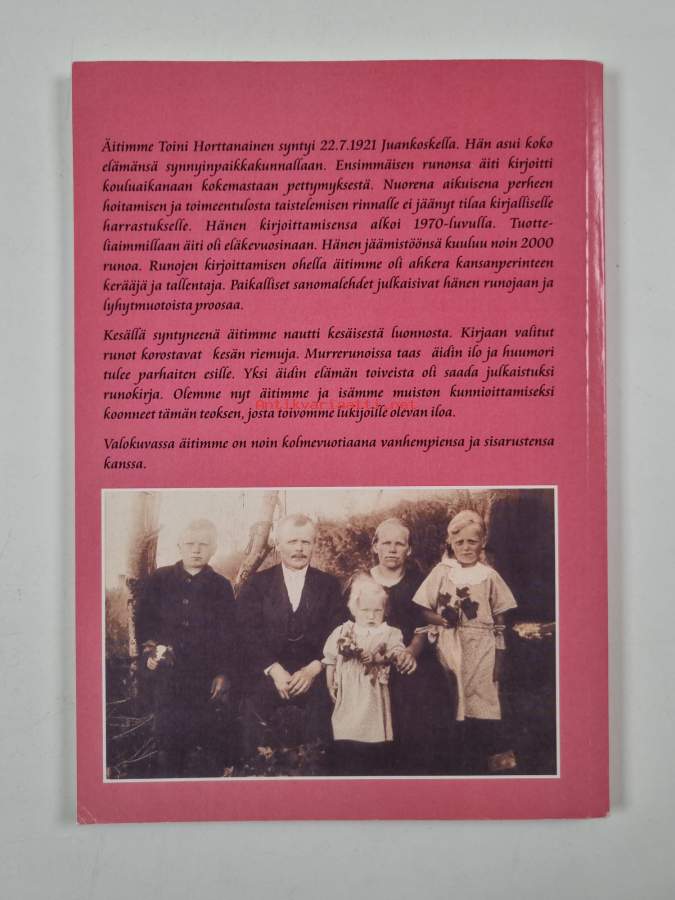 Äitimme Toini Horttanainen syntyi 22.7.1921 Juankoskella. Hän asui koko
elämänsä synnyinpaikkakunnallaan. Ensimmäisen runonsa äiti kirjoitti
kouluaikanaan kokemastaan pettymyksestä. Nuorena aikuisena perheen
hoitamisen ja toimeentulosta taistelemisen rinnalle ei jäänyt tilaa kirjalliselle
harrastukselle. Hänen kirjoittamisensa alkoi 1970-luvulla. Tuotte-
liaimmillaan äiti oli eläkevuosinaan. Hänen jäämistöönsä kuuluu noin 2000
runoa. Runojen kirjoittamisen ohella äitimme oli ahkera kansanperinteen
kerääjä ja tallentaja. Paikalliset sanomalehdet julkaisivat hänen runojaan ja
lyhytmuotoista proosaa.
Kesällä syntyneenä äitimme nautti kesäisestä luonnosta. Kirjaan valitut
runot korostavat kesän riemuja. Murrerunoissa taas äidin ilo ja huumori
tulee parhaiten esille. Yksi äidin elämän toiveista oli saada julkaistuksi
runokirja. Olemme nyt äitimme ja isämme muiston kunnioittamiseksi
Antikvariaatti.net
koonneet tämän teoksen, josta toivomme lukijoille olevan iloa.
Valokuvassa äitimme on noin kolmevuotiaana vanhempiensa ja sisarustensa
kanssa.